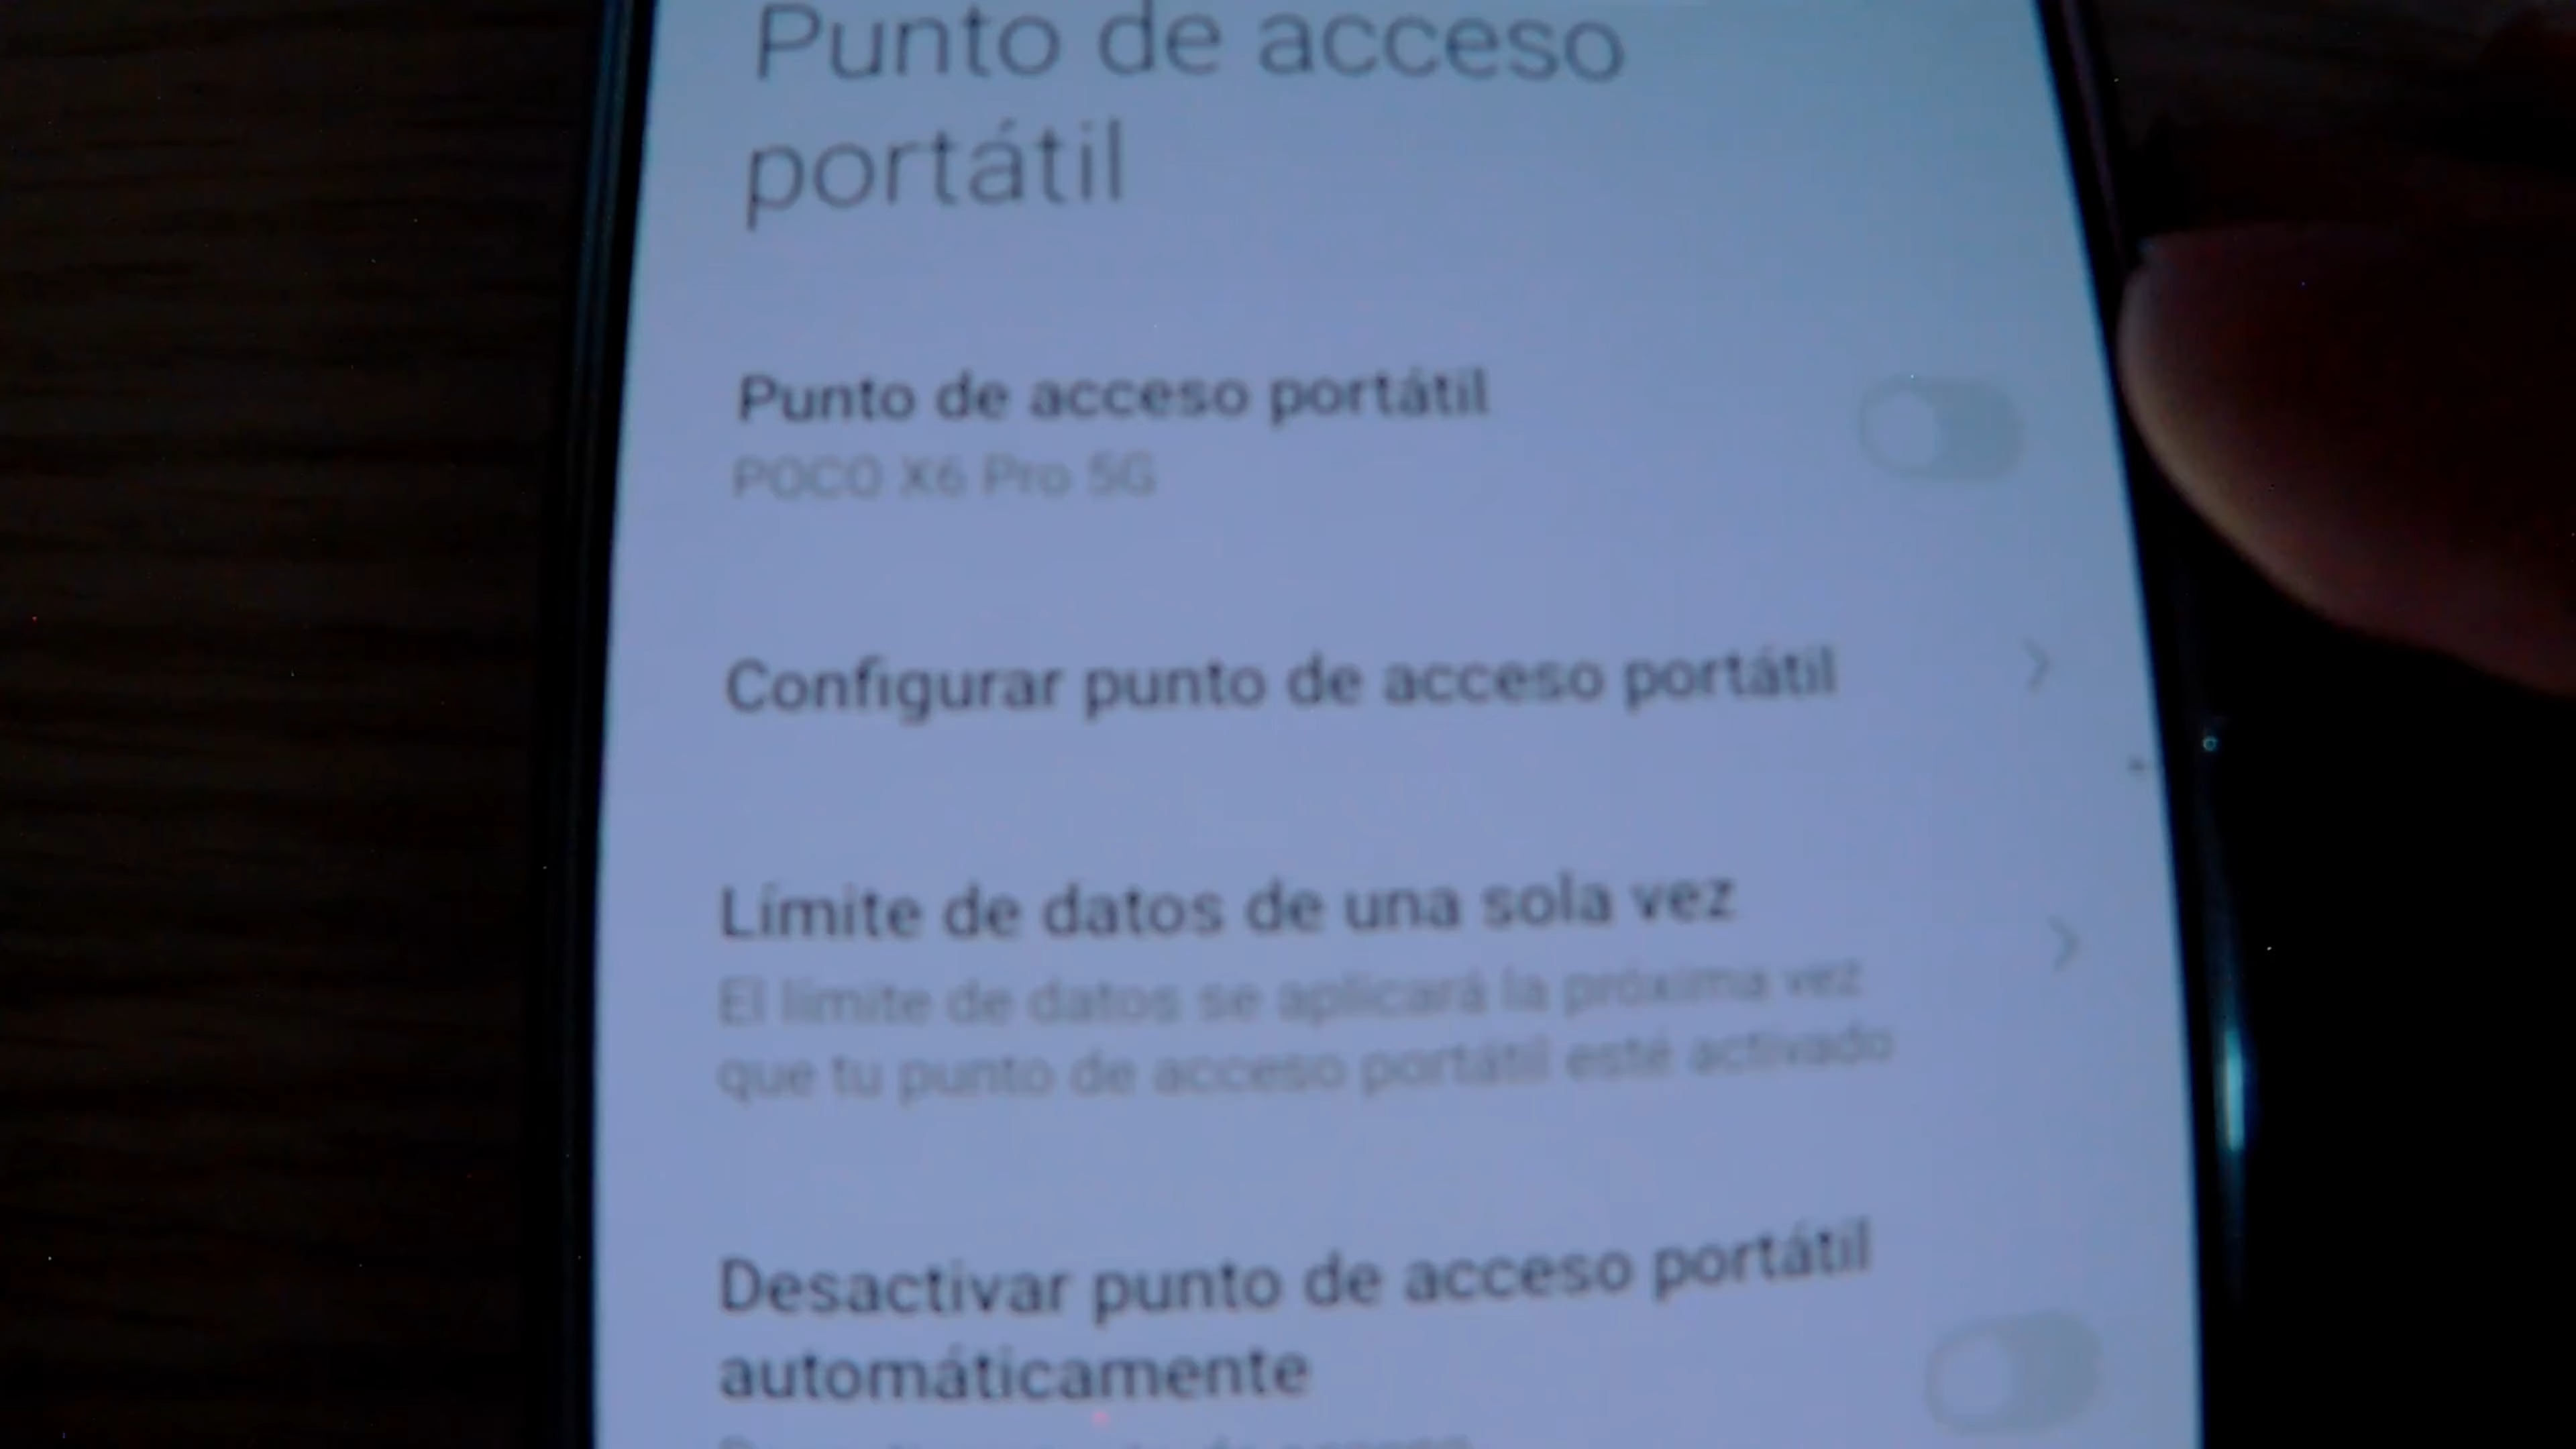 Punto de acceso
portátil
Punto de acceso portátil
POCO X6 Pro 5G
Configurar punto de acceso portátil
Límite de datos de una sola vez
El límite de datos se aplicará la próxima vez
que tu punto de acceso portátil esté activado
Desactivar punto de acceso portátil
automáticamente